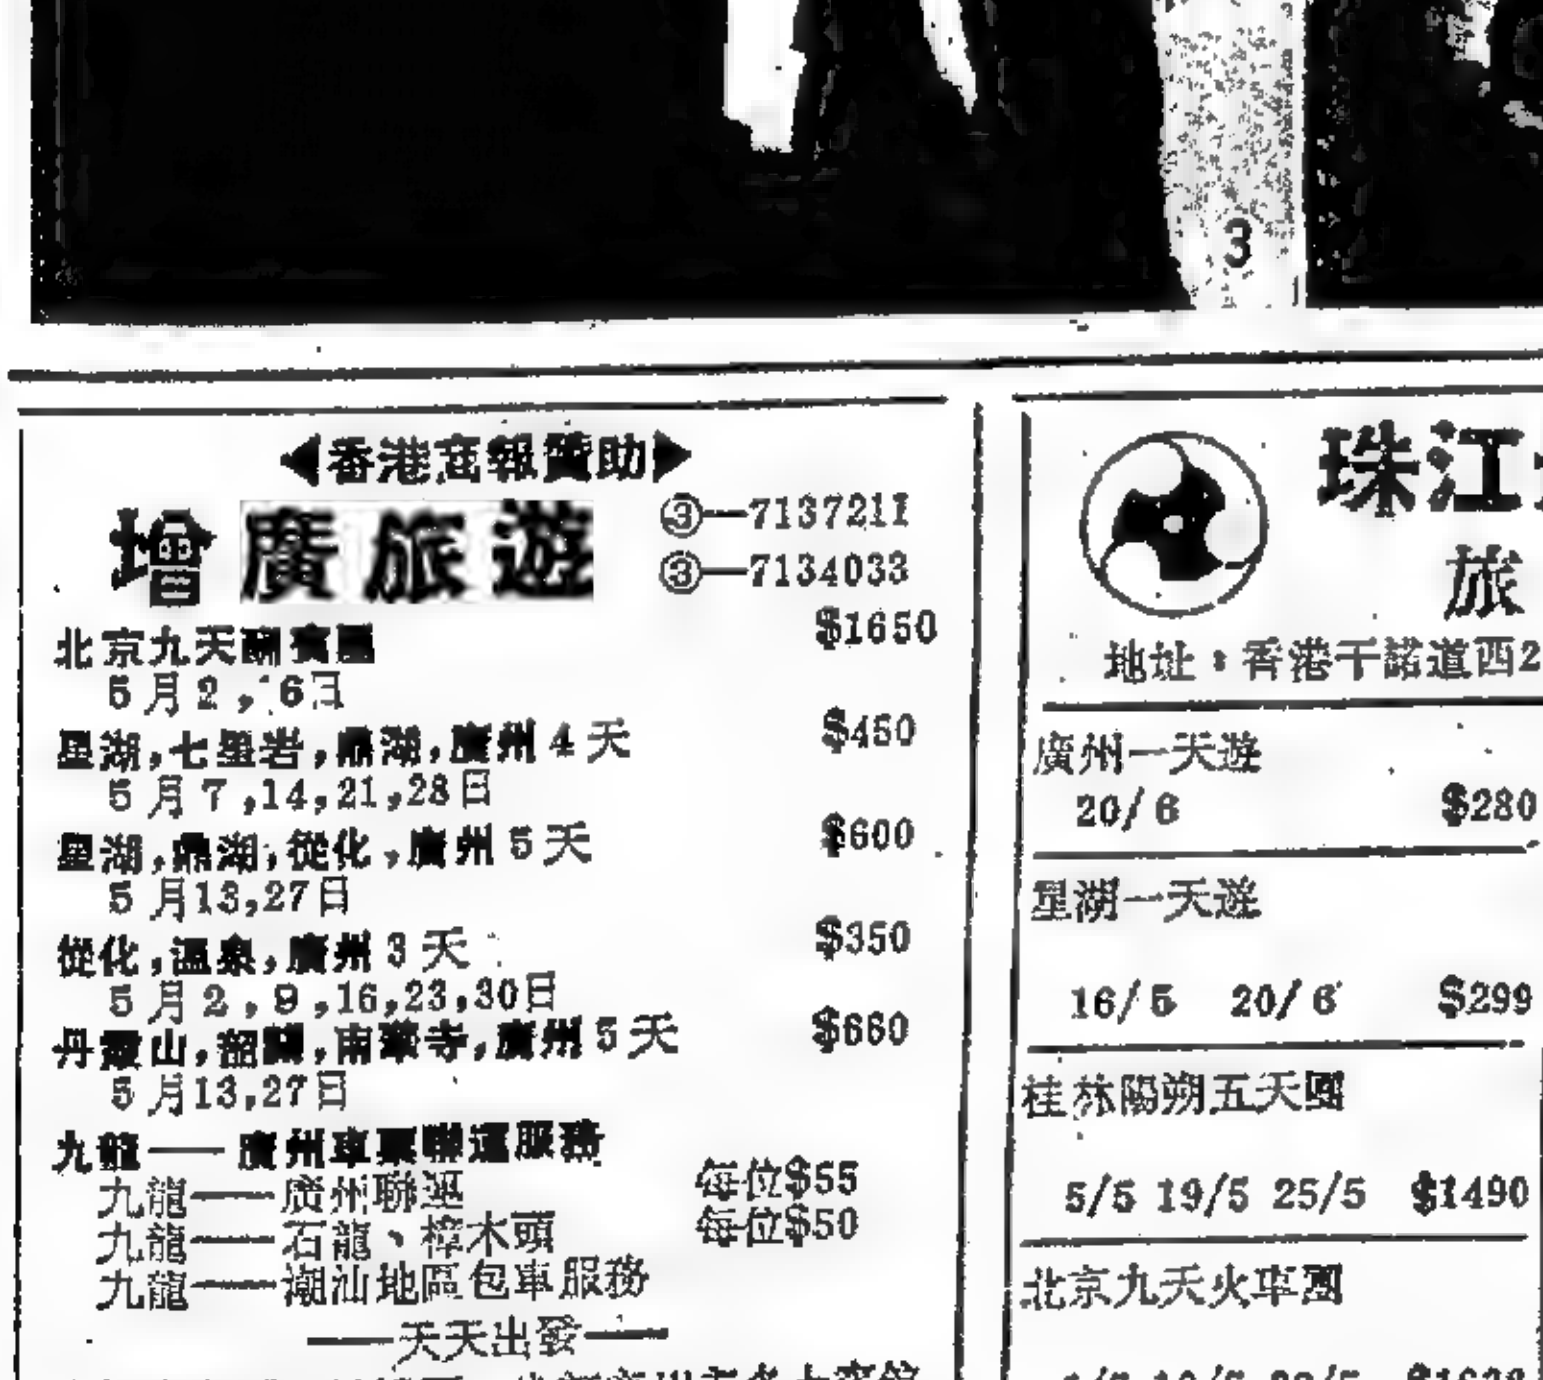 3
◀香港商報贊助▶
增廣旅遊
③—7137211
③—7134033
北京九天 $1650
5月2，6日
星湖,七星岩,鼎湖,廣州4天 $450
5月7,14,21,28日
星湖,鼎湖,從化,廣州5天 $600
5月13,27日
從化,溫泉,廣州3天 $350
5月2,9,16,23,30日
丹霞山,韶關,南華寺,廣州5天 $660
5月13,27日
九龍——廣州車票聯運服務
九龍——廣州聯運 每位$55
九龍——石龍、樟木頭 每位$50
九龍——潮汕地區包車服務
——天天出發——
珠江
旅
地址：香港干諾道西2
廣州一天遊
20/6 $280
星湖一天遊
16/5 20/6 $299
桂林陽朔五天團
5/5 19/5 25/5 $1490
北京九天火車團